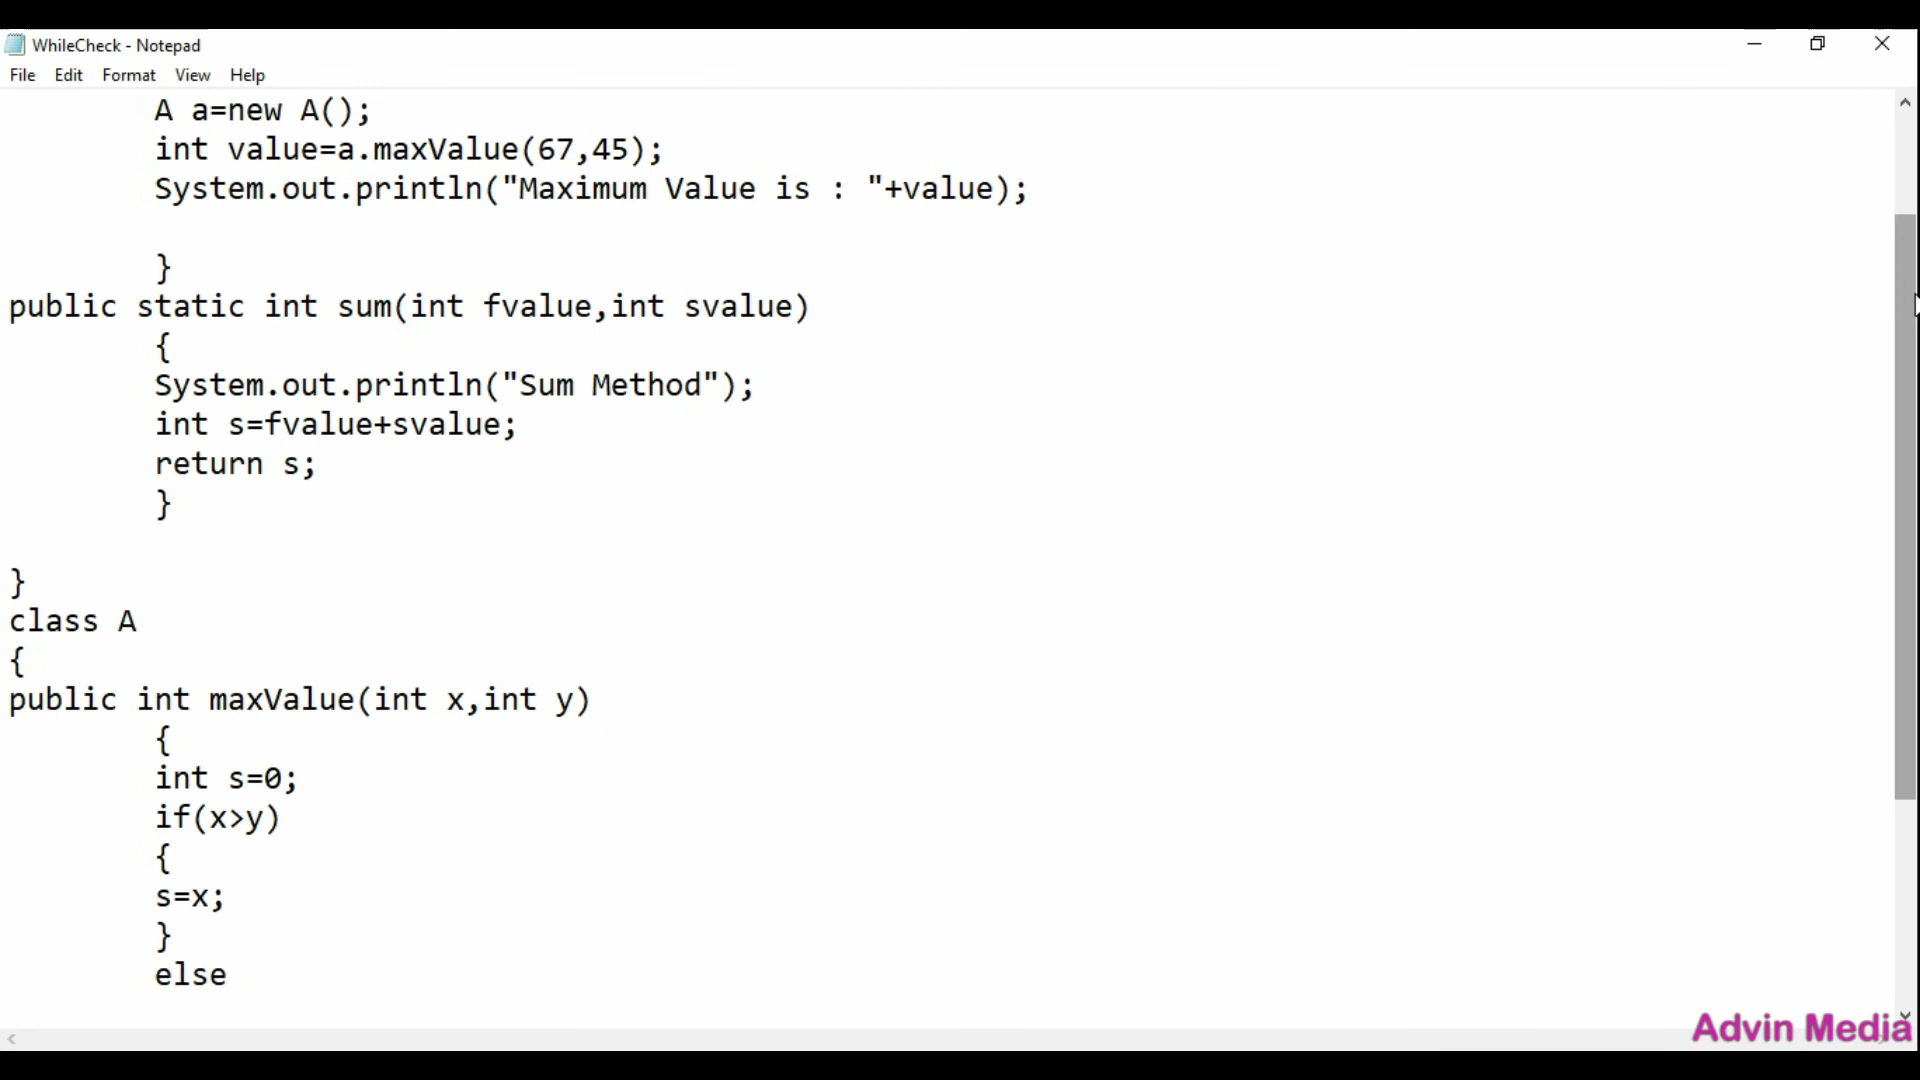 WhileCheck - Notepad
File Edit Format View Help
A a=new A();
int value=a.maxValue(67,45);
System.out.println("Maximum Value is : "+value);
}
public static int sum(int fvalue,int svalue)
{
System.out.println("Sum Method");
int s=fvalue+svalue;
return s;
}
}
class A
{
public int maxValue(int x,int y)
{
int s=0;
if(x>y)
{
s=x;
}
else
Advin Media